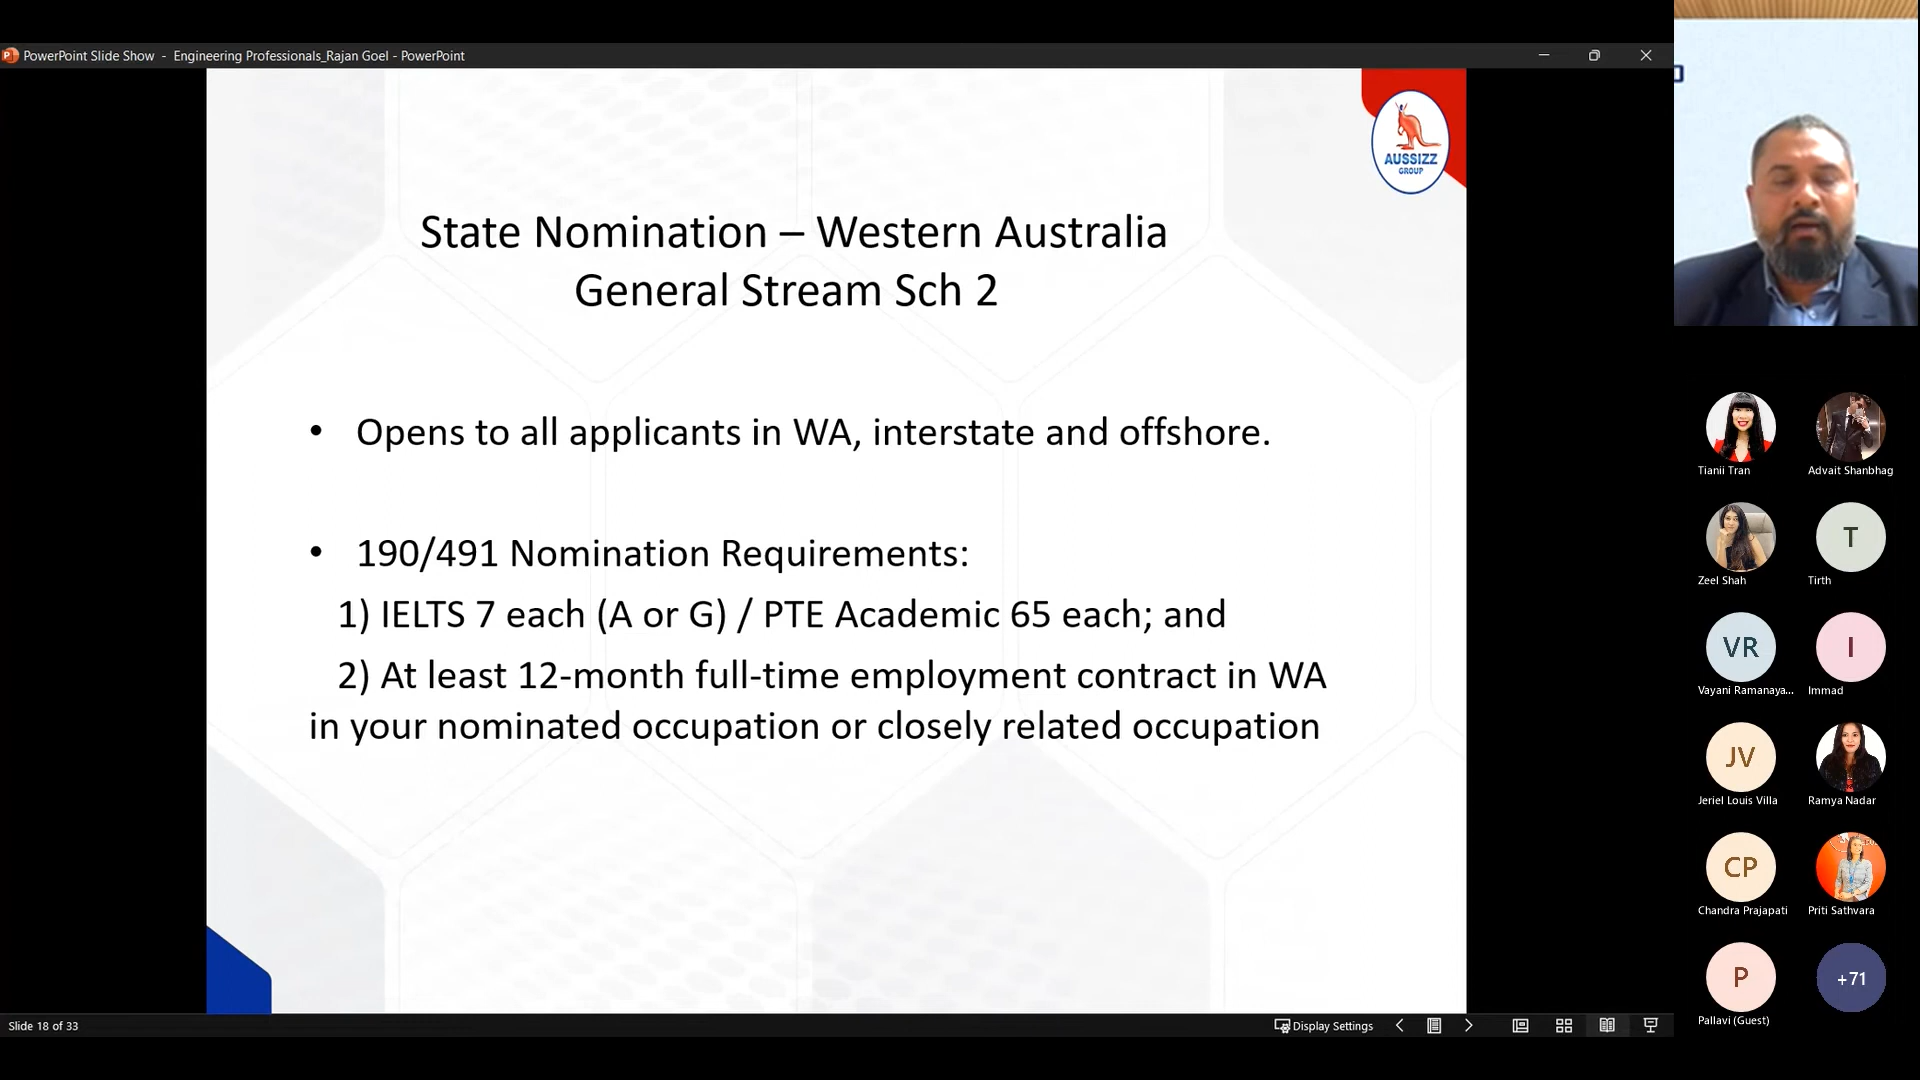 PowerPoint Slide Show - Engineering Professionals_Rajan Goel - PowerPoint
AUSSIZZ
GROUP
State Nomination – Western Australia
General Stream Sch 2
• Opens to all applicants in WA, interstate and offshore.
• 190/491 Nomination Requirements:
1) IELTS 7 each (A or G) / PTE Academic 65 each; and
2) At least 12-month full-time employment contract in WA
in your nominated occupation or closely related occupation
Slide 18 of 33
Display Settings
Tianii Tran
Advait Shanbhag
Zeel Shah
T
Tirth
VR
Vayani Ramanaya...
I
Immad
JV
Jeriel Louis Villa
Ramya Nadar
CP
Chandra Prajapati
Priti Sathvara
P
Pallavi (Guest)
+71